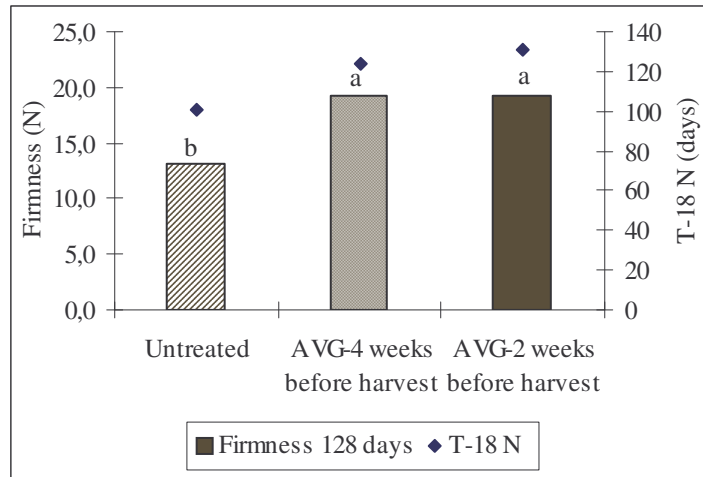 25,0
20,0
15,0
10,0
5,0
0,0
Firmness (N)
140
120
100
80
60
40
20
0
T-18 N (days)
b
a
a
Untreated
AVG-4 weeks
before harvest
AVG-2 weeks
before harvest
Firmness 128 days
T-18 N